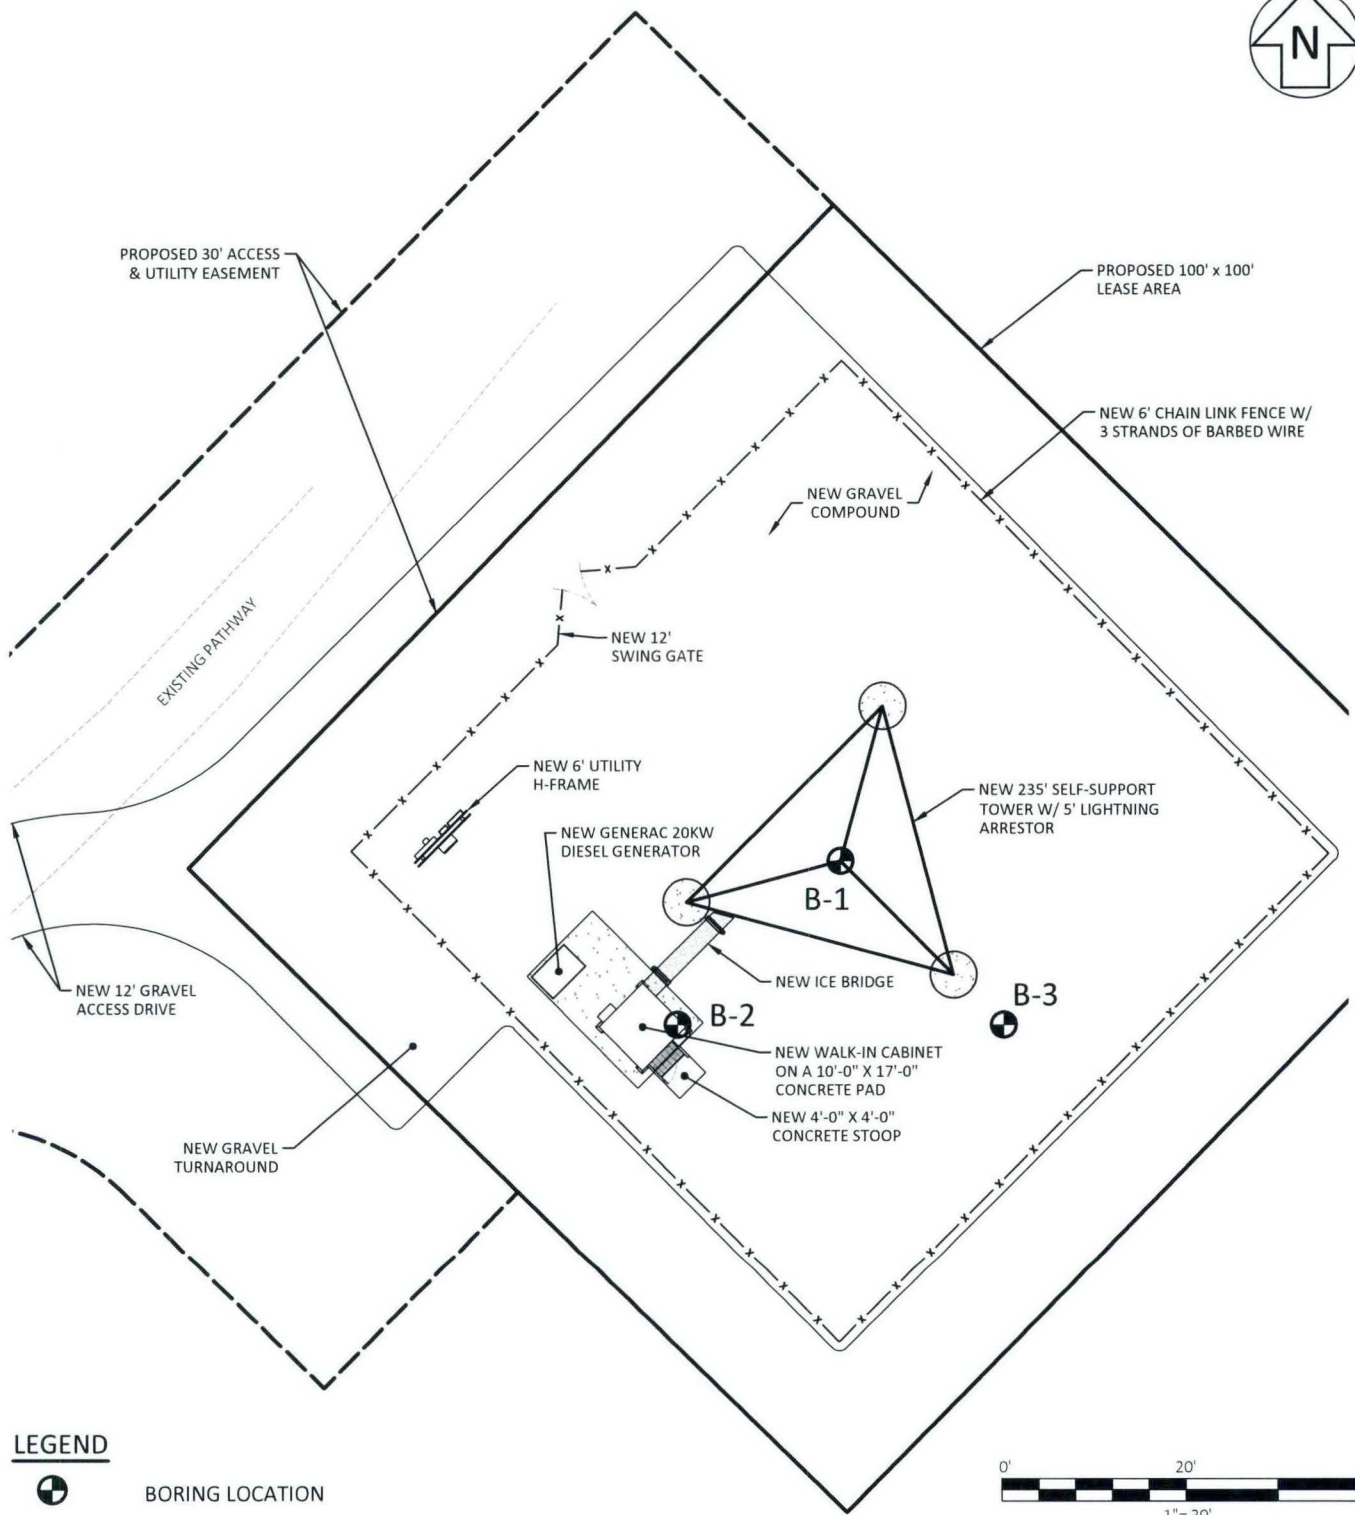 N
PROPOSED 30' ACCESS
& UTILITY EASEMENT
PROPOSED 100' x 100'
LEASE AREA
NEW 6' CHAIN LINK FENCE W/
3 STRANDS OF BARBED WIRE
NEW GRAVEL
COMPOUND
EXISTING PATHWAY
NEW 12'
SWING GATE
NEW 6' UTILITY
H-FRAME
NEW 235' SELF-SUPPORT
TOWER W/ 5' LIGHTNING
ARRESTOR
NEW GENERAC 20KW
DIESEL GENERATOR
B-1
NEW 12' GRAVEL
ACCESS DRIVE
NEW ICE BRIDGE
B-3
B-2
NEW WALK-IN CABINET
ON A 10'-0" X 17'-0"
CONCRETE PAD
NEW 4'-0" X 4'-0"
CONCRETE STOOP
NEW GRAVEL
TURNAROUND
LEGEND
BORING LOCATION
0' 20'
1"= 20'